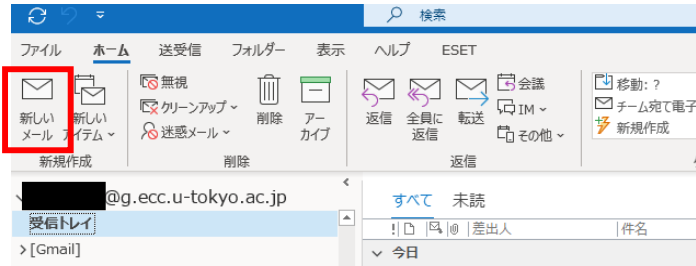 検索
ファイル ホーム 送受信 フォルダー 表示 ヘルプ ESET
新しい
メール
新しい
アイテム
無視
クリーンアップ
迷惑メール
削除
アー
カイブ
返信
全員に
返信
転送
会議
IM
その他
移動: ?
チーム宛て電子
新規作成
新規作成 削除 返信
@g.ecc.u-tokyo.ac.jp
受信トレイ
[Gmail]
すべて 未読
! 差出人 件名
今日